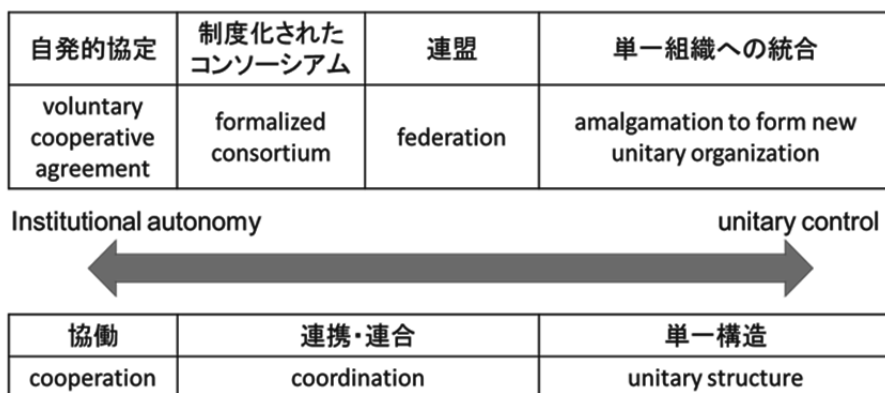 自発的協定
制度化された
コンソーシアム
連盟
単一組織への統合
voluntary
cooperative
agreement
formalized
consortium
federation
amalgamation to form new
unitary organization
Institutional autonomy
unitary control
協働
連携・連合
単一構造
cooperation
coordination
unitary structure